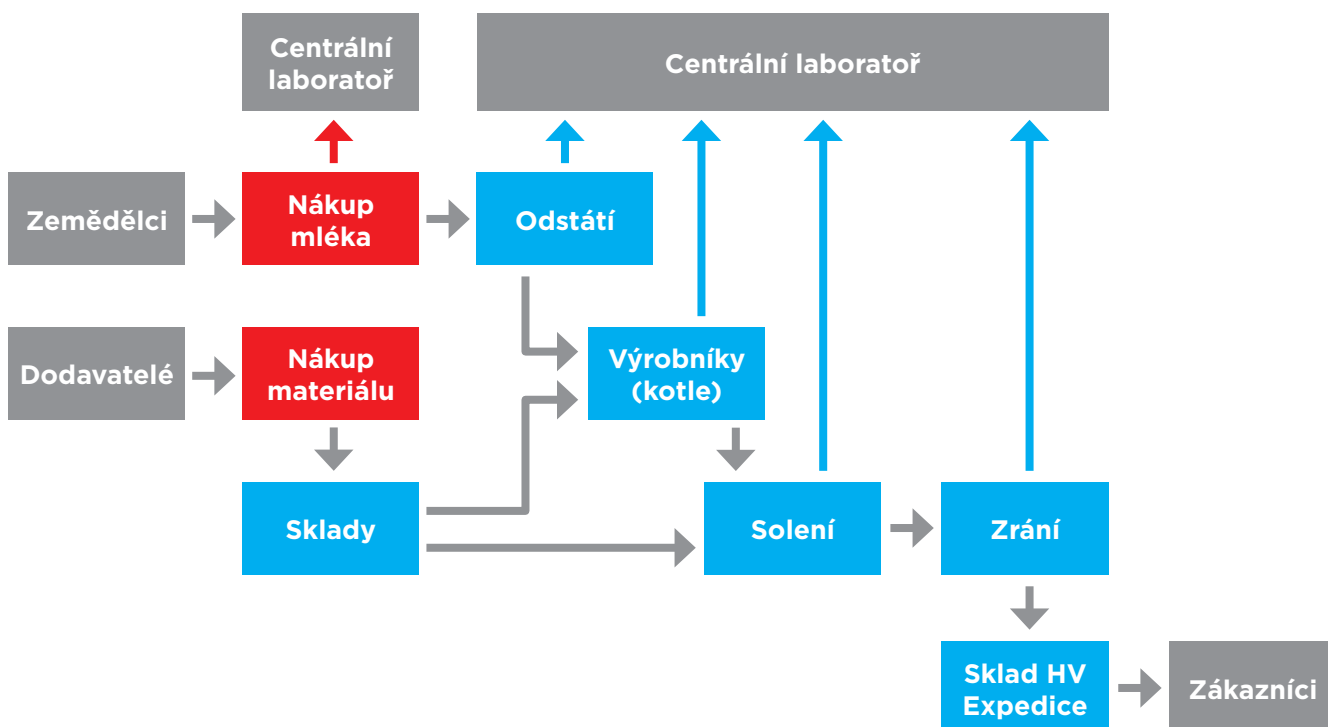 Centrální
laboratoř
Centrální laboratoř
Zemědělci
Nákup
mléka
Odstátí
Dodavatelé
Nákup
materiálu
Výrobníky
(kotle)
Sklady
Solení
Zrání
Sklad HV
Expedice
Zákazníci